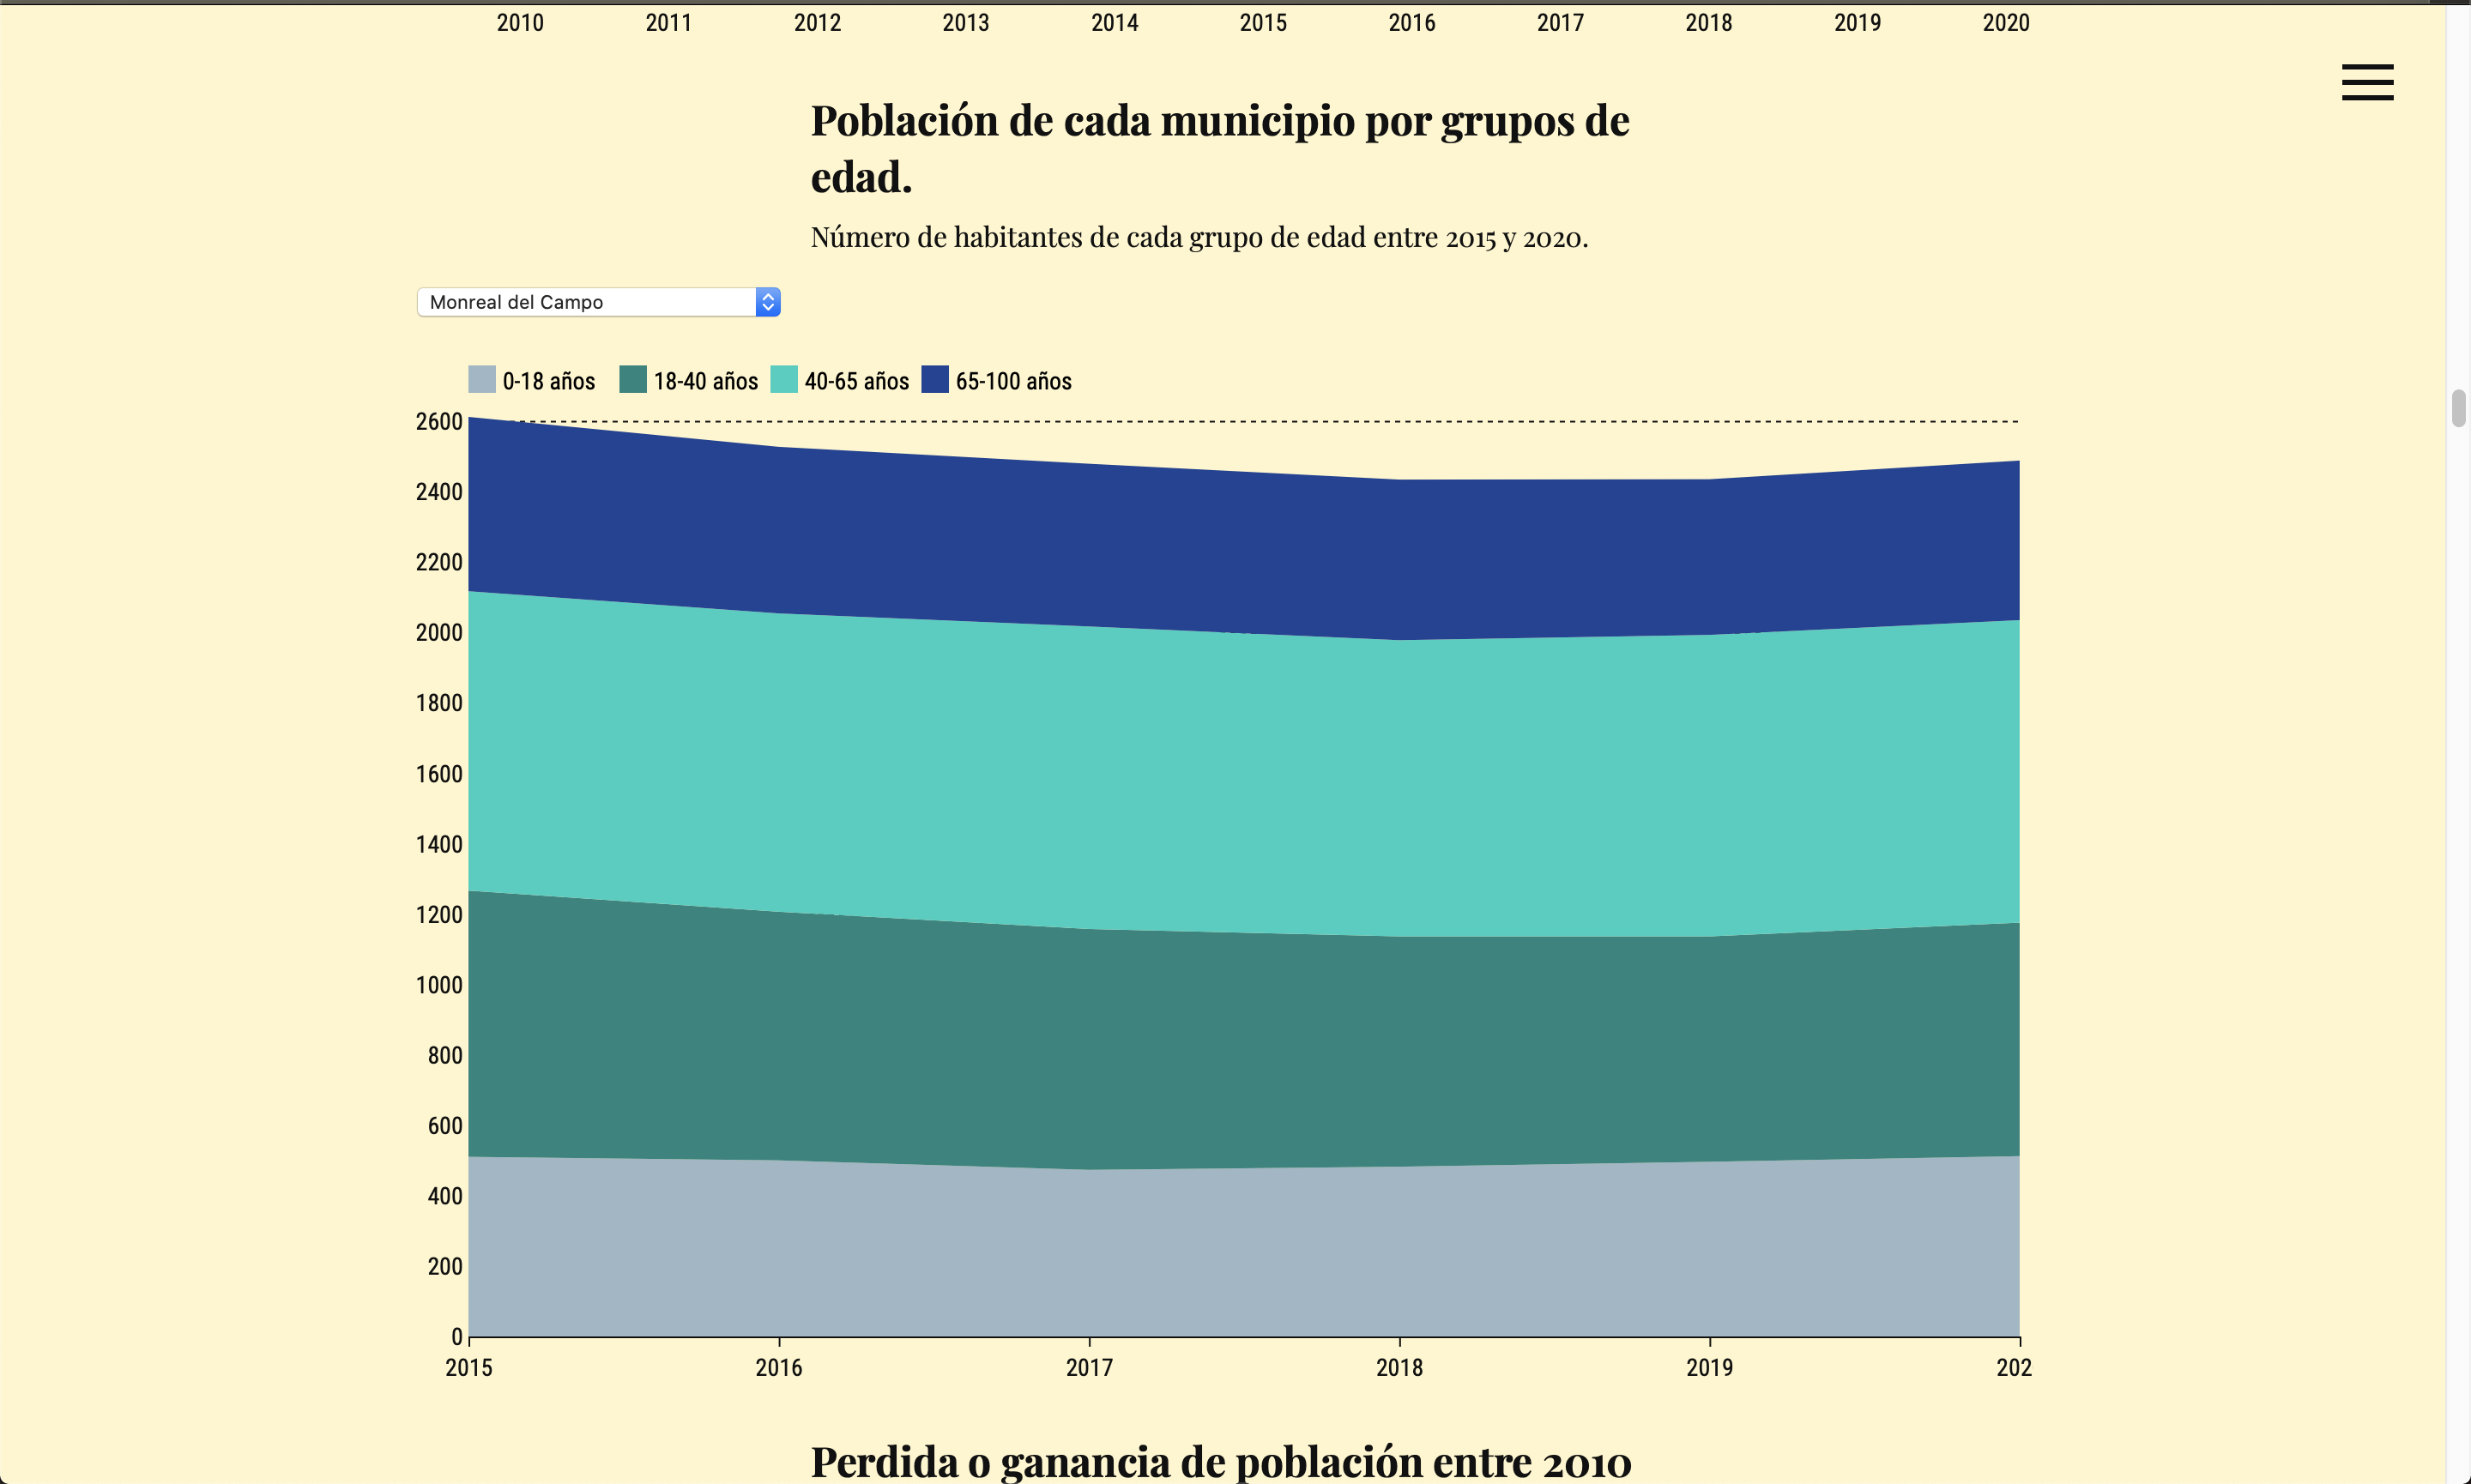 2010 2011 2012 2013 2014 2015 2016 2017 2018 2019 2020
Población de cada municipio por grupos de
edad.
Número de habitantes de cada grupo de edad entre 2015 y 2020.
Monreal del Campo
0-18 años 18-40 años 40-65 años 65-100 años
2600
2400
2200
2000
1800
1600
1400
1200
1000
800
600
400
200
0
2015 2016 2017 2018 2019 202
Perdida o ganancia de población entre 2010